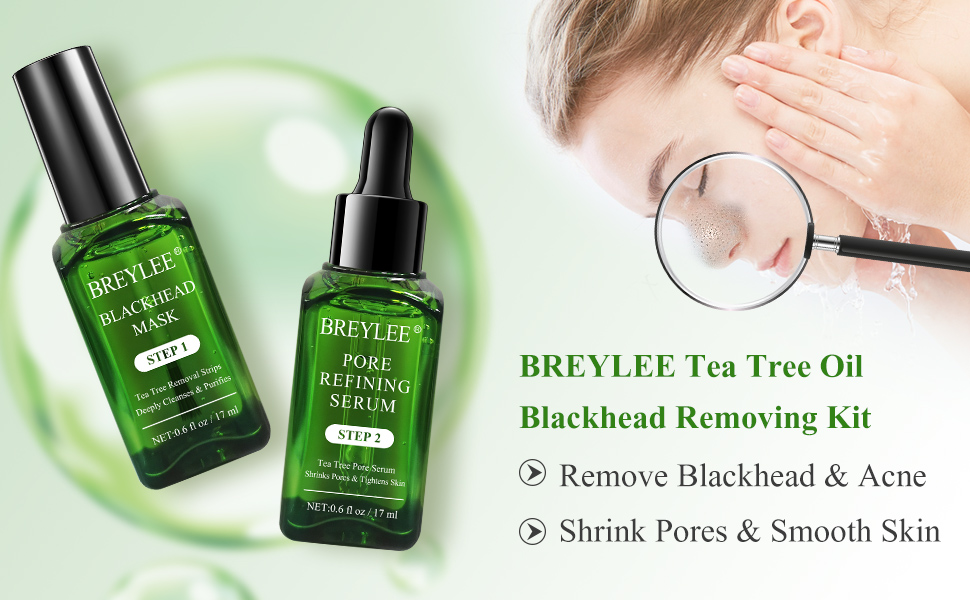 BREYLEE®
BLACKHEAD
MASK
STEP 1
Tea Tree Removal Strips
Deeply Cleanses & Purifies
NET:0.6 fl oz / 17 ml
BREYLEE®
PORE
REFINING
SERUM
STEP 2
Tea Tree Pore Serum
Shrinks Pores & Tightens Skin
NET:0.6 fl oz / 17 ml
BREYLEE Tea Tree Oil
Blackhead Removing Kit
Remove Blackhead & Acne
Shrink Pores & Smooth Skin